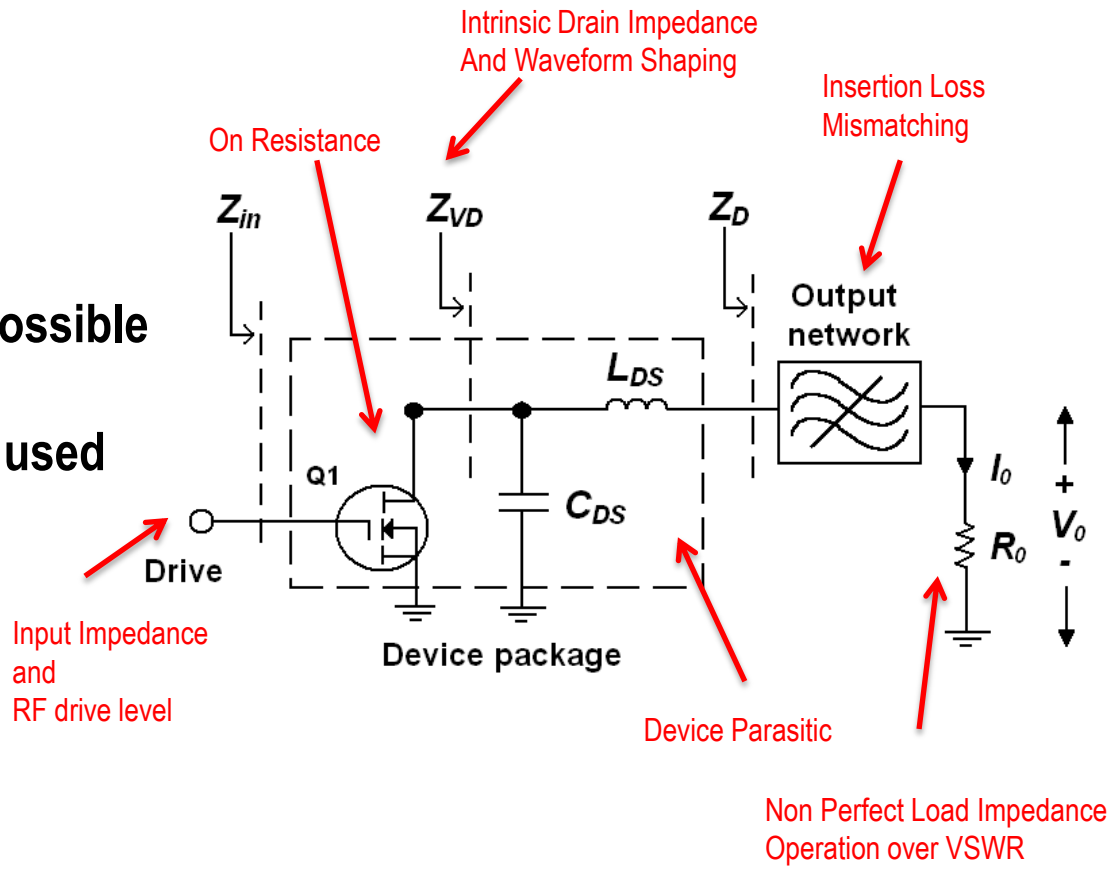 Intrinsic Drain Impedance
And Waveform Shaping
Insertion Loss
Mismatching
On Resistance
Z_in
Z_VD
Z_D
Output
network
L_DS
used
Q1
C_DS
I_0
+
V_0
-
R_0
Drive
Input Impedance
and
RF drive level
Device package
Device Parasitic
Non Perfect Load Impedance
Operation over VSWR